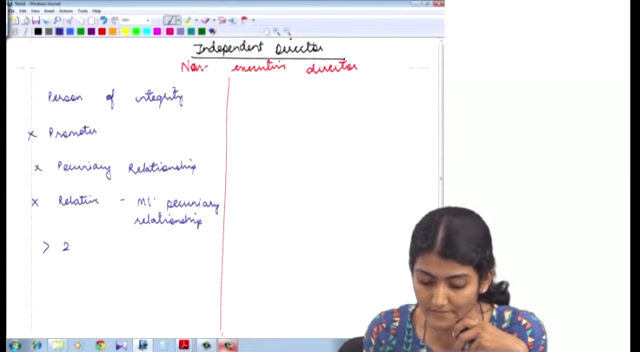 Independent Director
Non- executive director
Person of integrity
x Promoter
x Pecuniary Relationship
x Relative - pecuniary
relationship
> 2